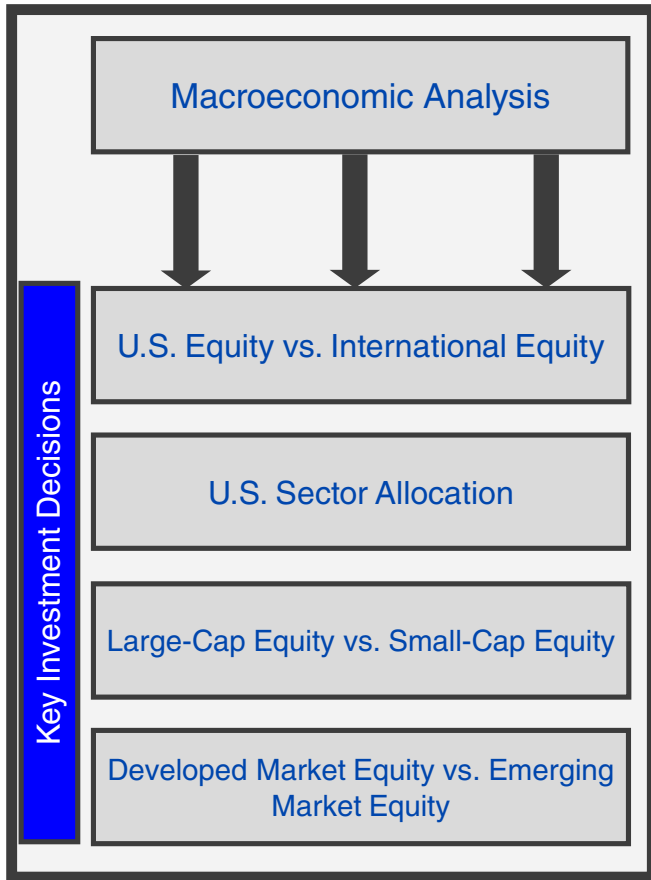 Macroeconomic Analysis
Key Investment Decisions
U.S. Equity vs. International Equity
U.S. Sector Allocation
Large-Cap Equity vs. Small-Cap Equity
Developed Market Equity vs. Emerging
Market Equity